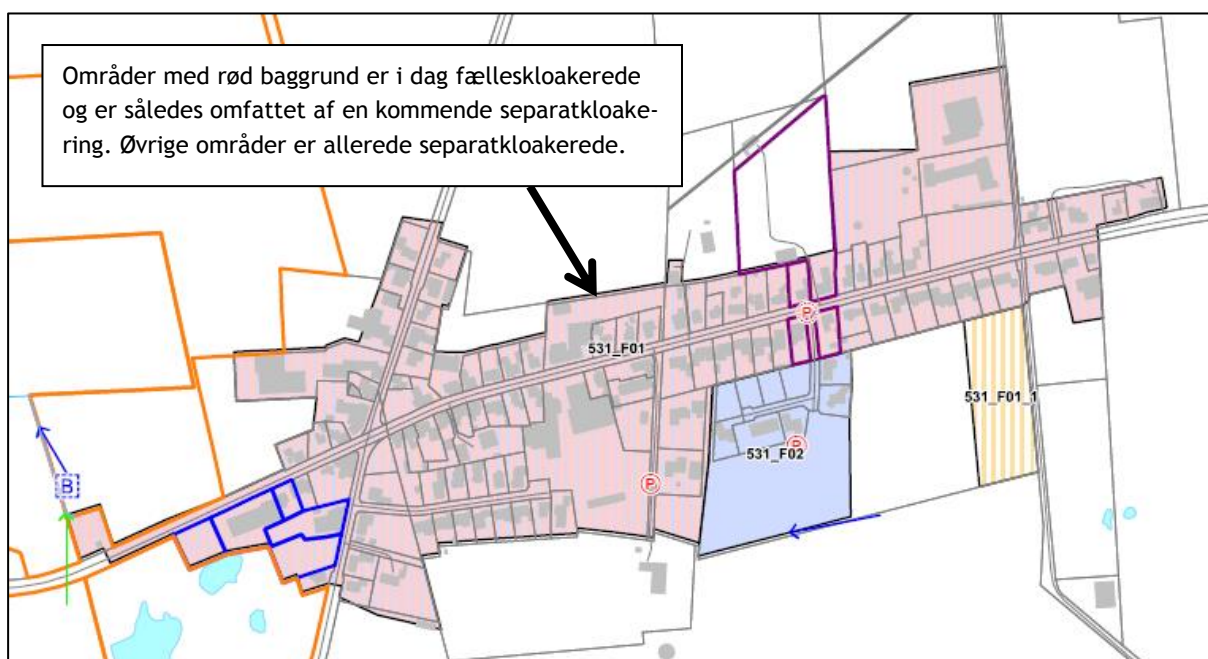 Områder med rød baggrund er i dag fælleskloakerede
og er således omfattet af en kommende separatkloake-
ring. Øvrige områder er allerede separatkloakerede.
P
531_F01
531_F01_1
P
531_F02
P
B